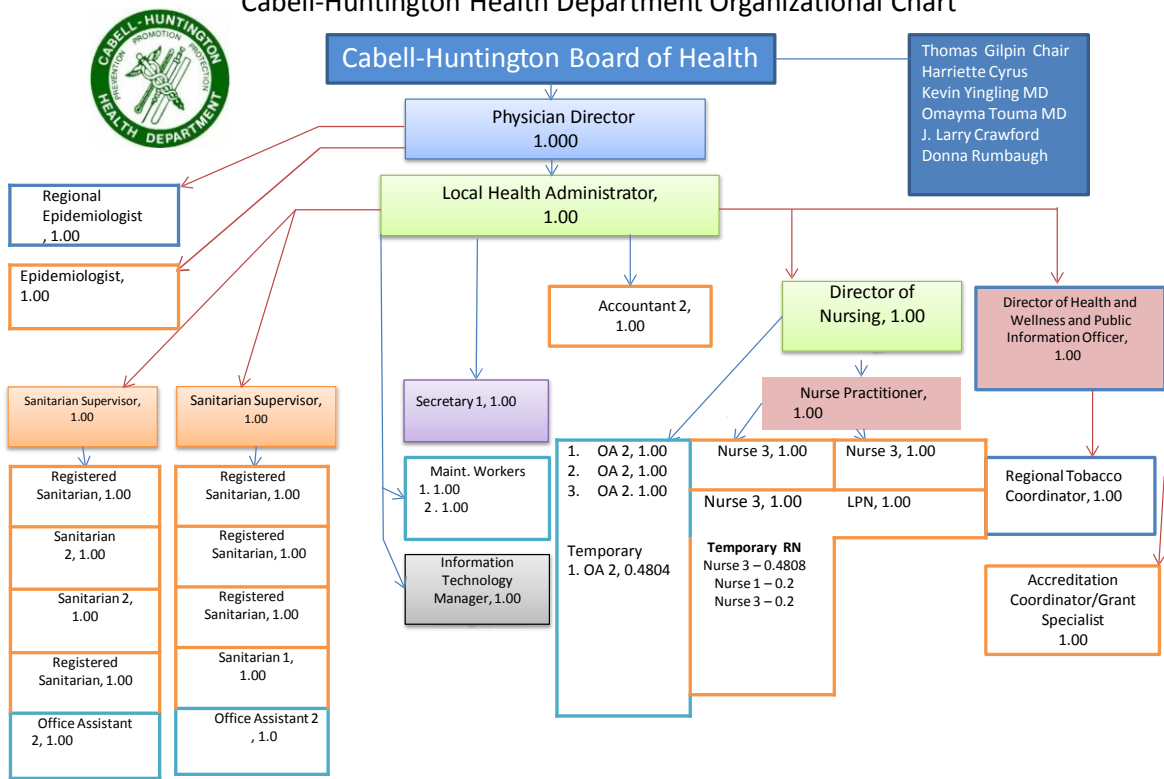 Cabell-Huntington Health Department Organizational Chart
CABELL-HUNTINGTON
HEALTH DEPARTMENT
PREVENTION PROMOTION PROTECTION
Cabell-Huntington Board of Health
Thomas Gilpin Chair
Harriette Cyrus
Kevin Yingling MD
Omayma Touma MD
J. Larry Crawford
Donna Rumbaugh
Physician Director
1.000
Local Health Administrator,
1.00
Regional
Epidemiologist
, 1.00
Epidemiologist,
1.00
Accountant 2,
1.00
Director of
Nursing, 1.00
Director of Health and
Wellness and Public
Information Officer,
1.00
Sanitarian Supervisor,
1.00
Sanitarian Supervisor,
1.00
Secretary 1, 1.00
Nurse Practitioner,
1.00
Registered
Sanitarian, 1.00
Sanitarian
2, 1.00
Sanitarian 2,
1.00
Registered
Sanitarian, 1.00
Office Assistant
2, 1.00
Registered
Sanitarian, 1.00
Registered
Sanitarian, 1.00
Registered
Sanitarian, 1.00
Sanitarian 1,
1.00
Office Assistant 2
, 1.0
Maint. Workers
1. 1.00
2 . 1.00
Information
Technology
Manager, 1.00
1. OA 2, 1.00
2. OA 2, 1.00
3. OA 2. 1.00
Temporary
1. OA 2, 0.4804
Nurse 3, 1.00
Nurse 3, 1.00
Nurse 3, 1.00
LPN, 1.00
Temporary RN
Nurse 3 – 0.4808
Nurse 1 – 0.2
Nurse 3 – 0.2
Regional Tobacco
Coordinator, 1.00
Accreditation
Coordinator/Grant
Specialist
1.00